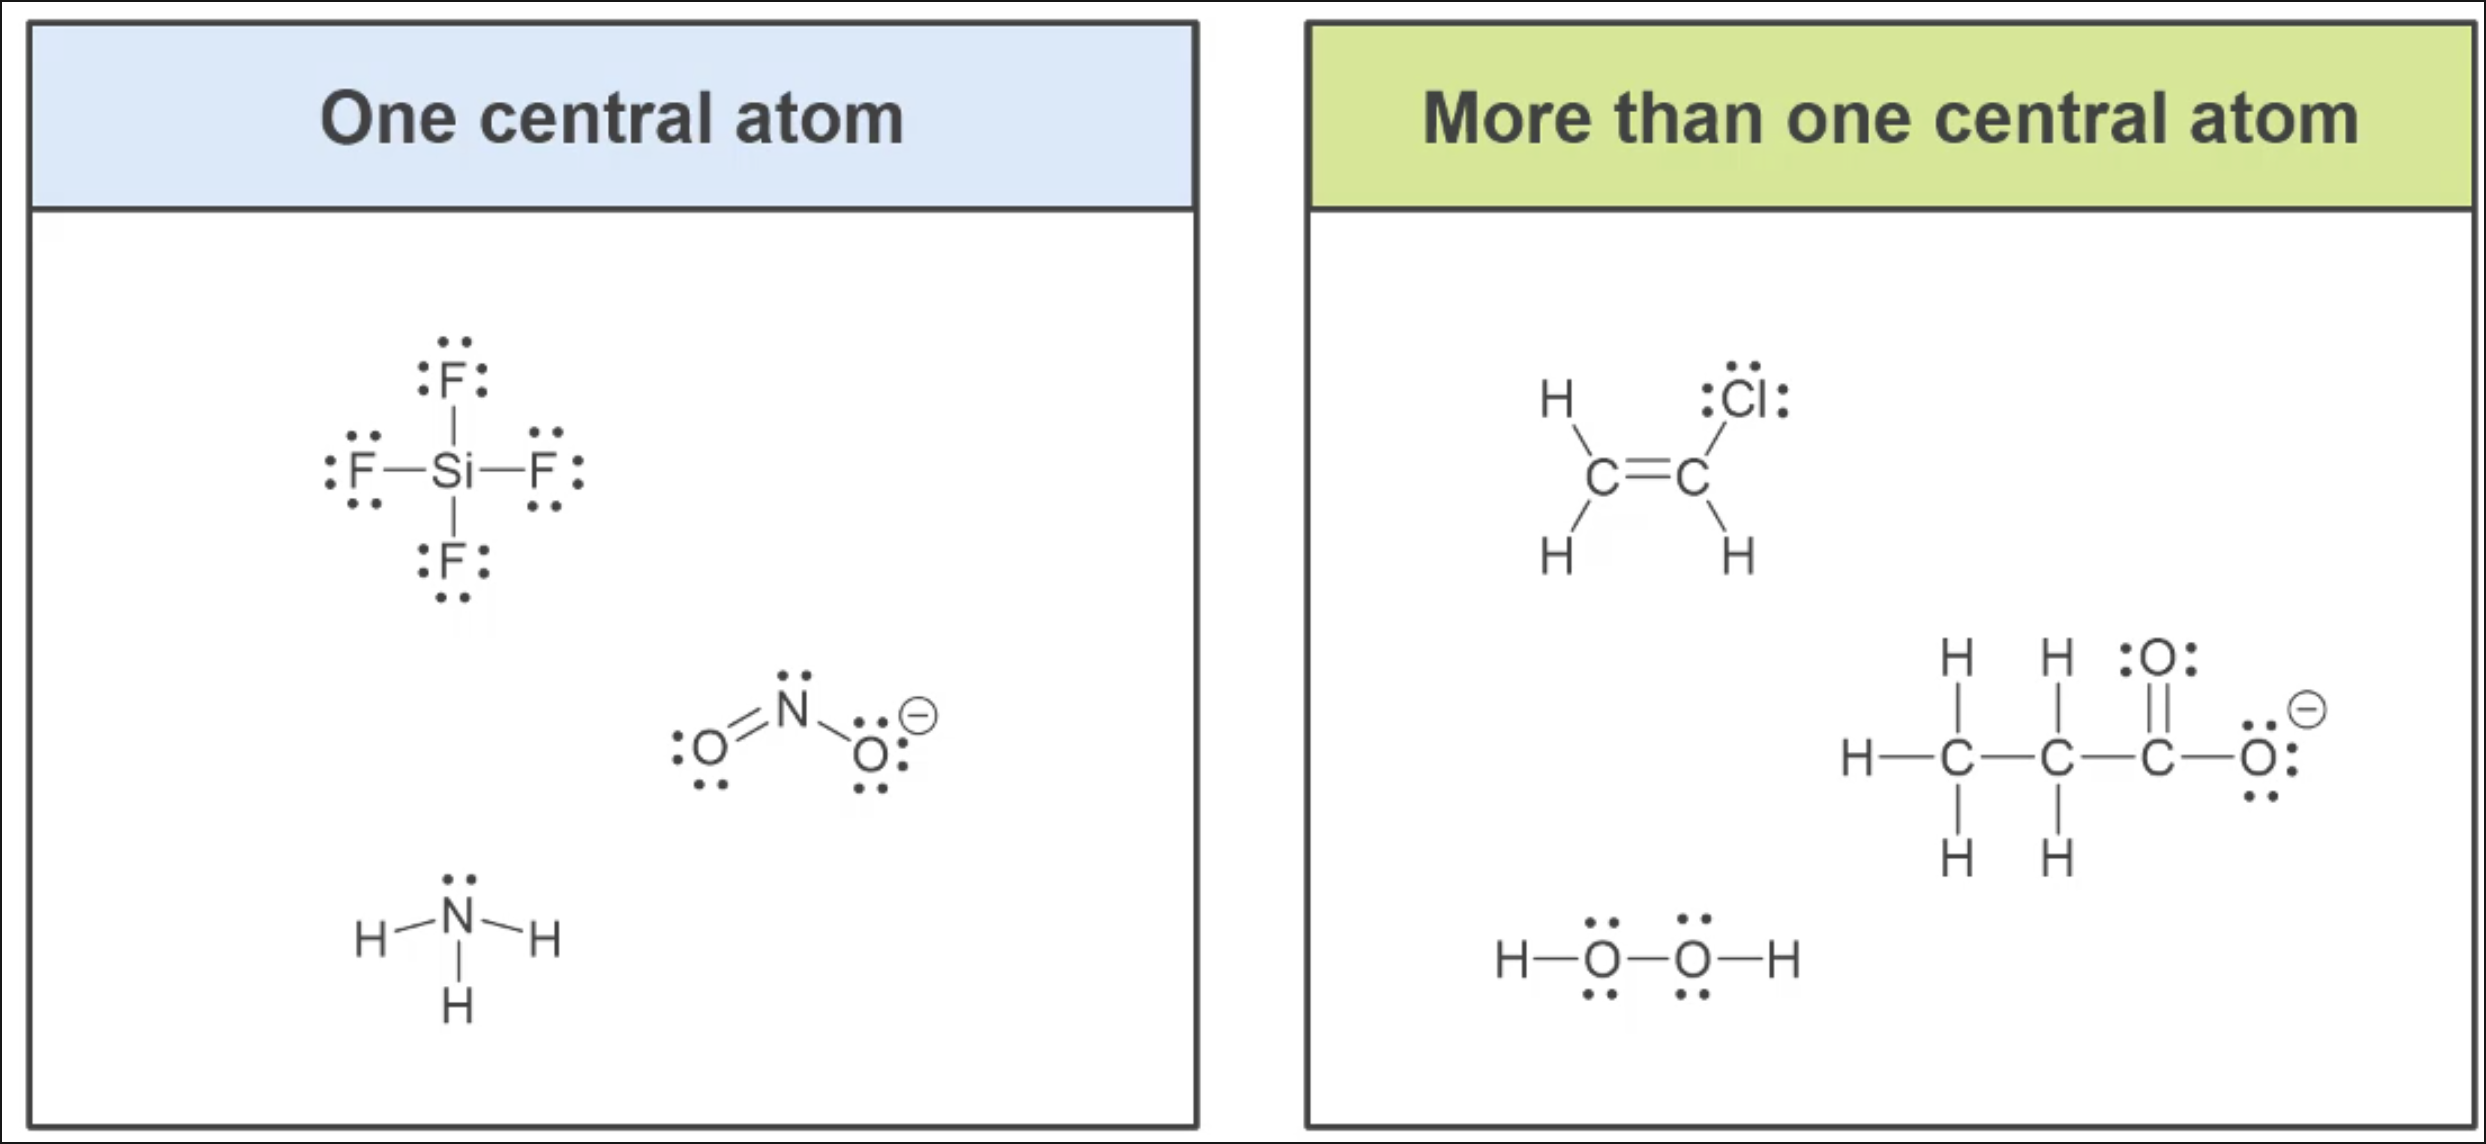 One central atom
More than one central atom
F
F Si F
F
O N O ⊖
H N H
H
H Cl
C C
H H
H H O
H C C C O ⊖
H H
H O O H